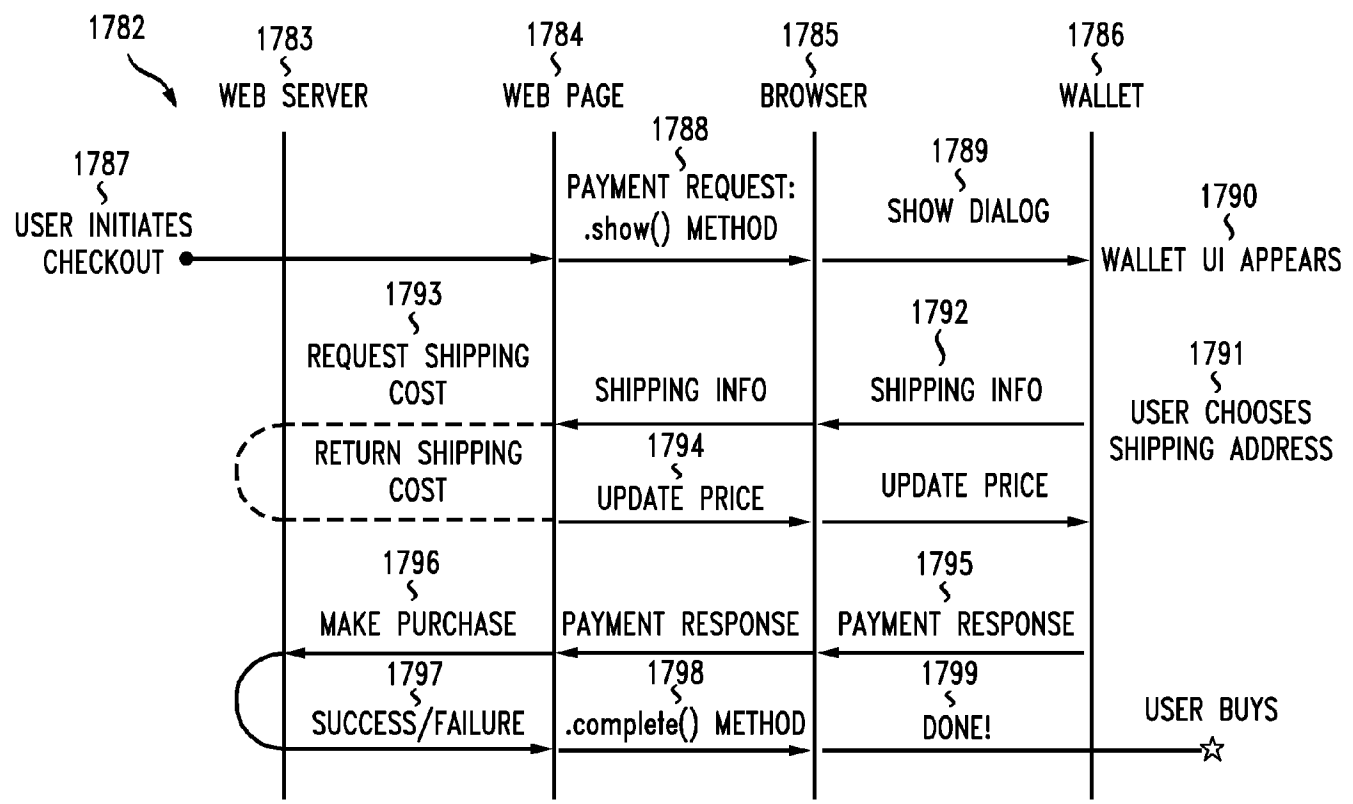 1782
1783
1784
1785
1786
WEB SERVER
WEB PAGE
BROWSER
WALLET
1787
USER INITIATES
CHECKOUT
1788
PAYMENT REQUEST:
.show() METHOD
1789
SHOW DIALOG
1790
WALLET UI APPEARS
1793
REQUEST SHIPPING
COST
SHIPPING INFO
1792
SHIPPING INFO
1791
USER CHOOSES
SHIPPING ADDRESS
RETURN SHIPPING
COST
1794
UPDATE PRICE
UPDATE PRICE
1796
MAKE PURCHASE
PAYMENT RESPONSE
1795
PAYMENT RESPONSE
1797
SUCCESS/FAILURE
1798
.complete() METHOD
1799
DONE!
USER BUYS